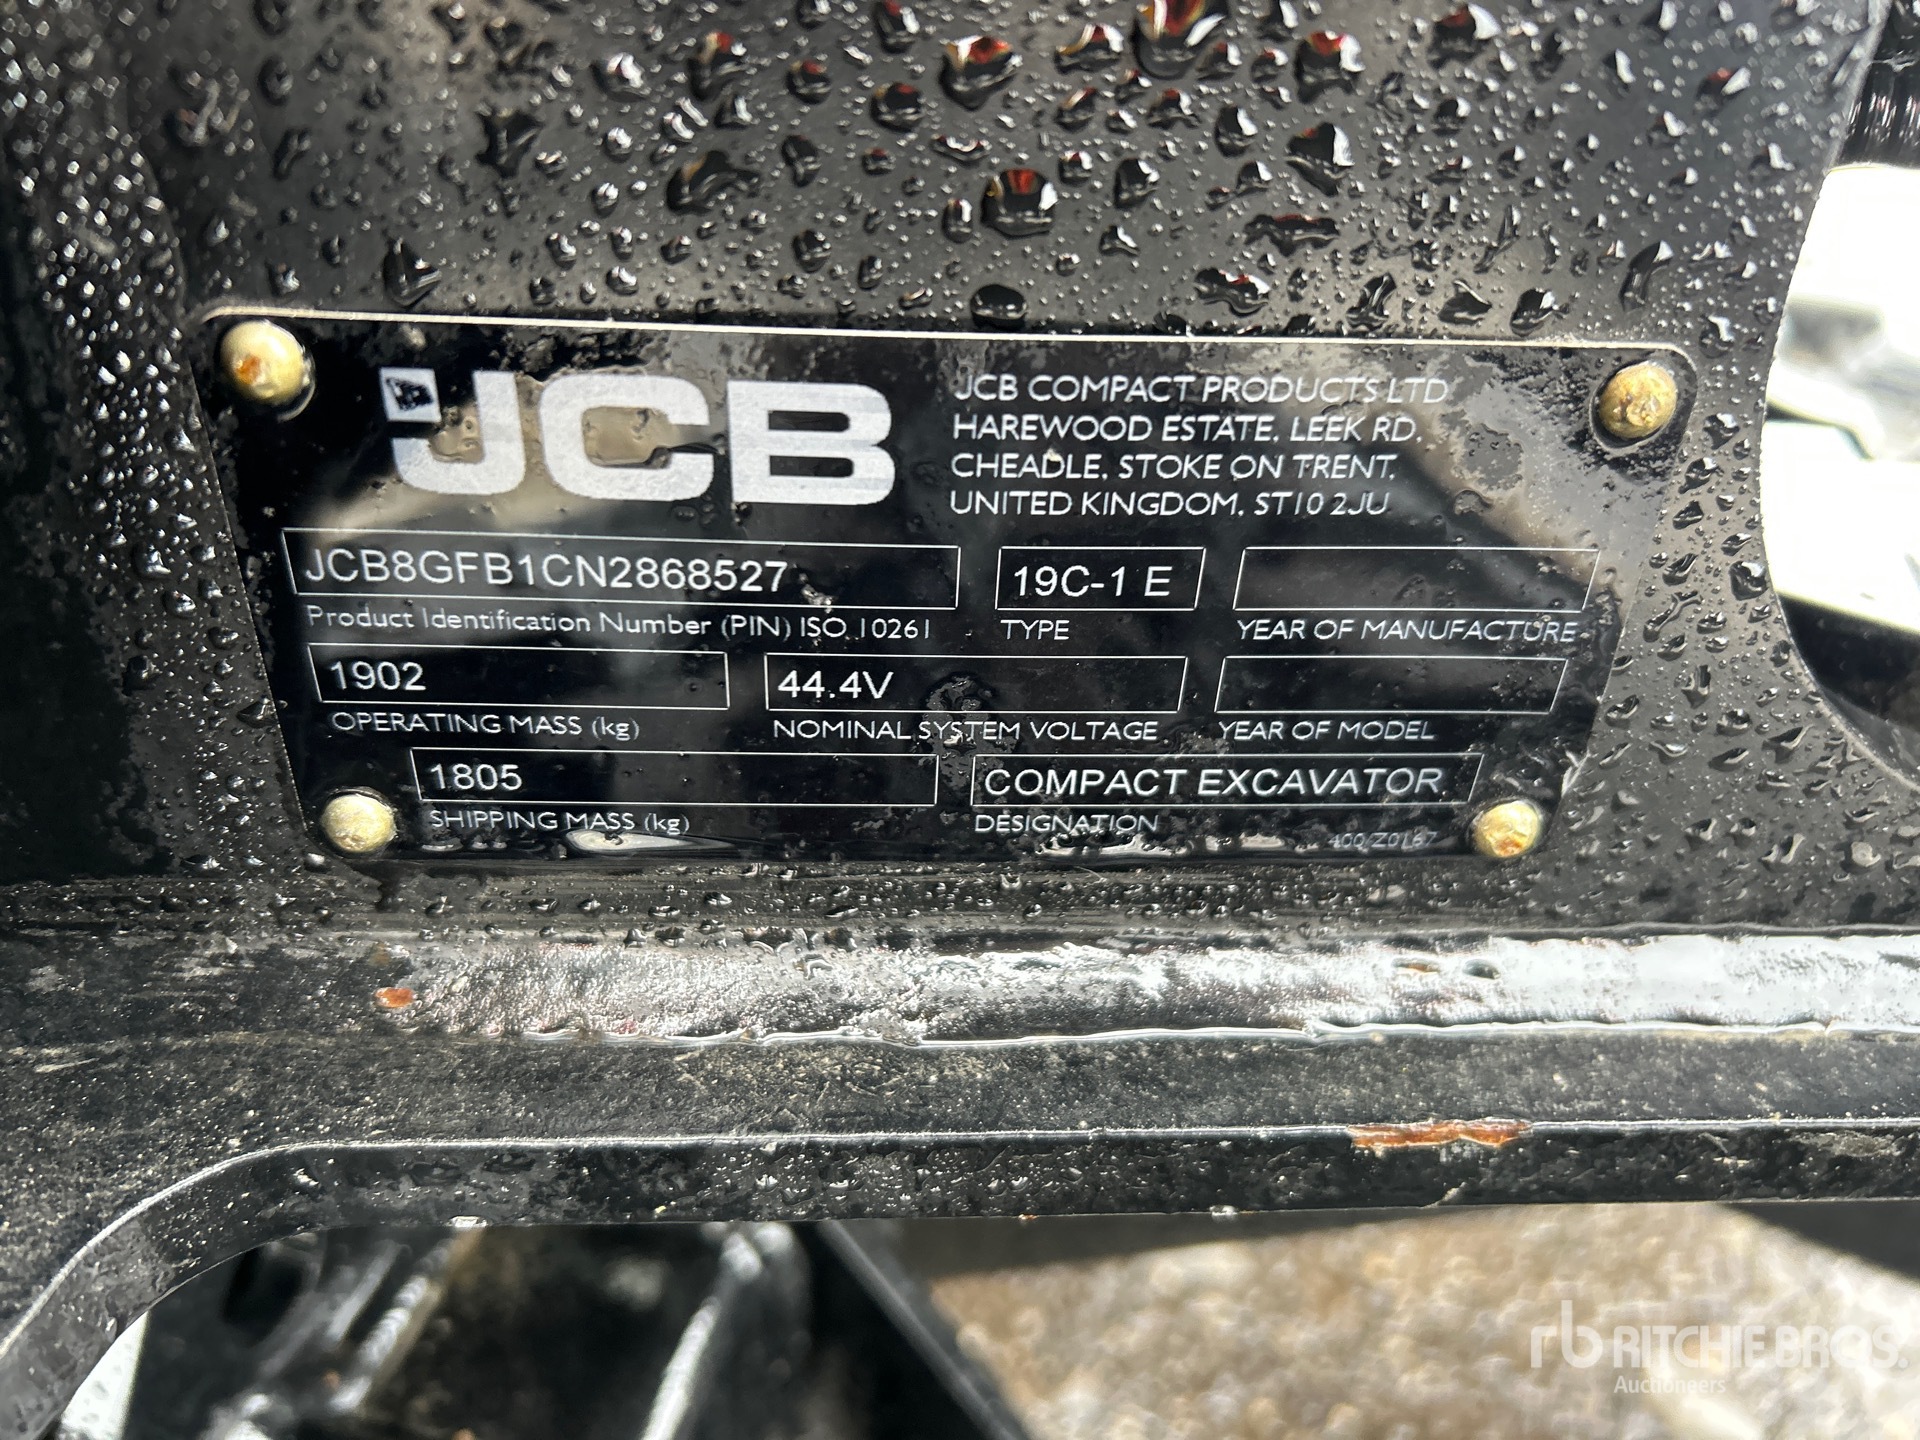 JCB
JCB COMPACT PRODUCTS LTD
HAREWOOD ESTATE, LEEK RD,
CHEADLE, STOKE ON TRENT,
UNITED KINGDOM, ST10 2JU
JCB8GFB1CN2868527
Product Identification Number (PIN) ISO 10261
19C-1 E
TYPE
YEAR OF MANUFACTURE
1902
OPERATING MASS (kg)
44.4V
NOMINAL SYSTEM VOLTAGE
YEAR OF MODEL
1805
SHIPPING MASS (kg)
COMPACT EXCAVATOR
DESIGNATION
400/Z0167
rb RITCHIE BROS.
Auctioneers